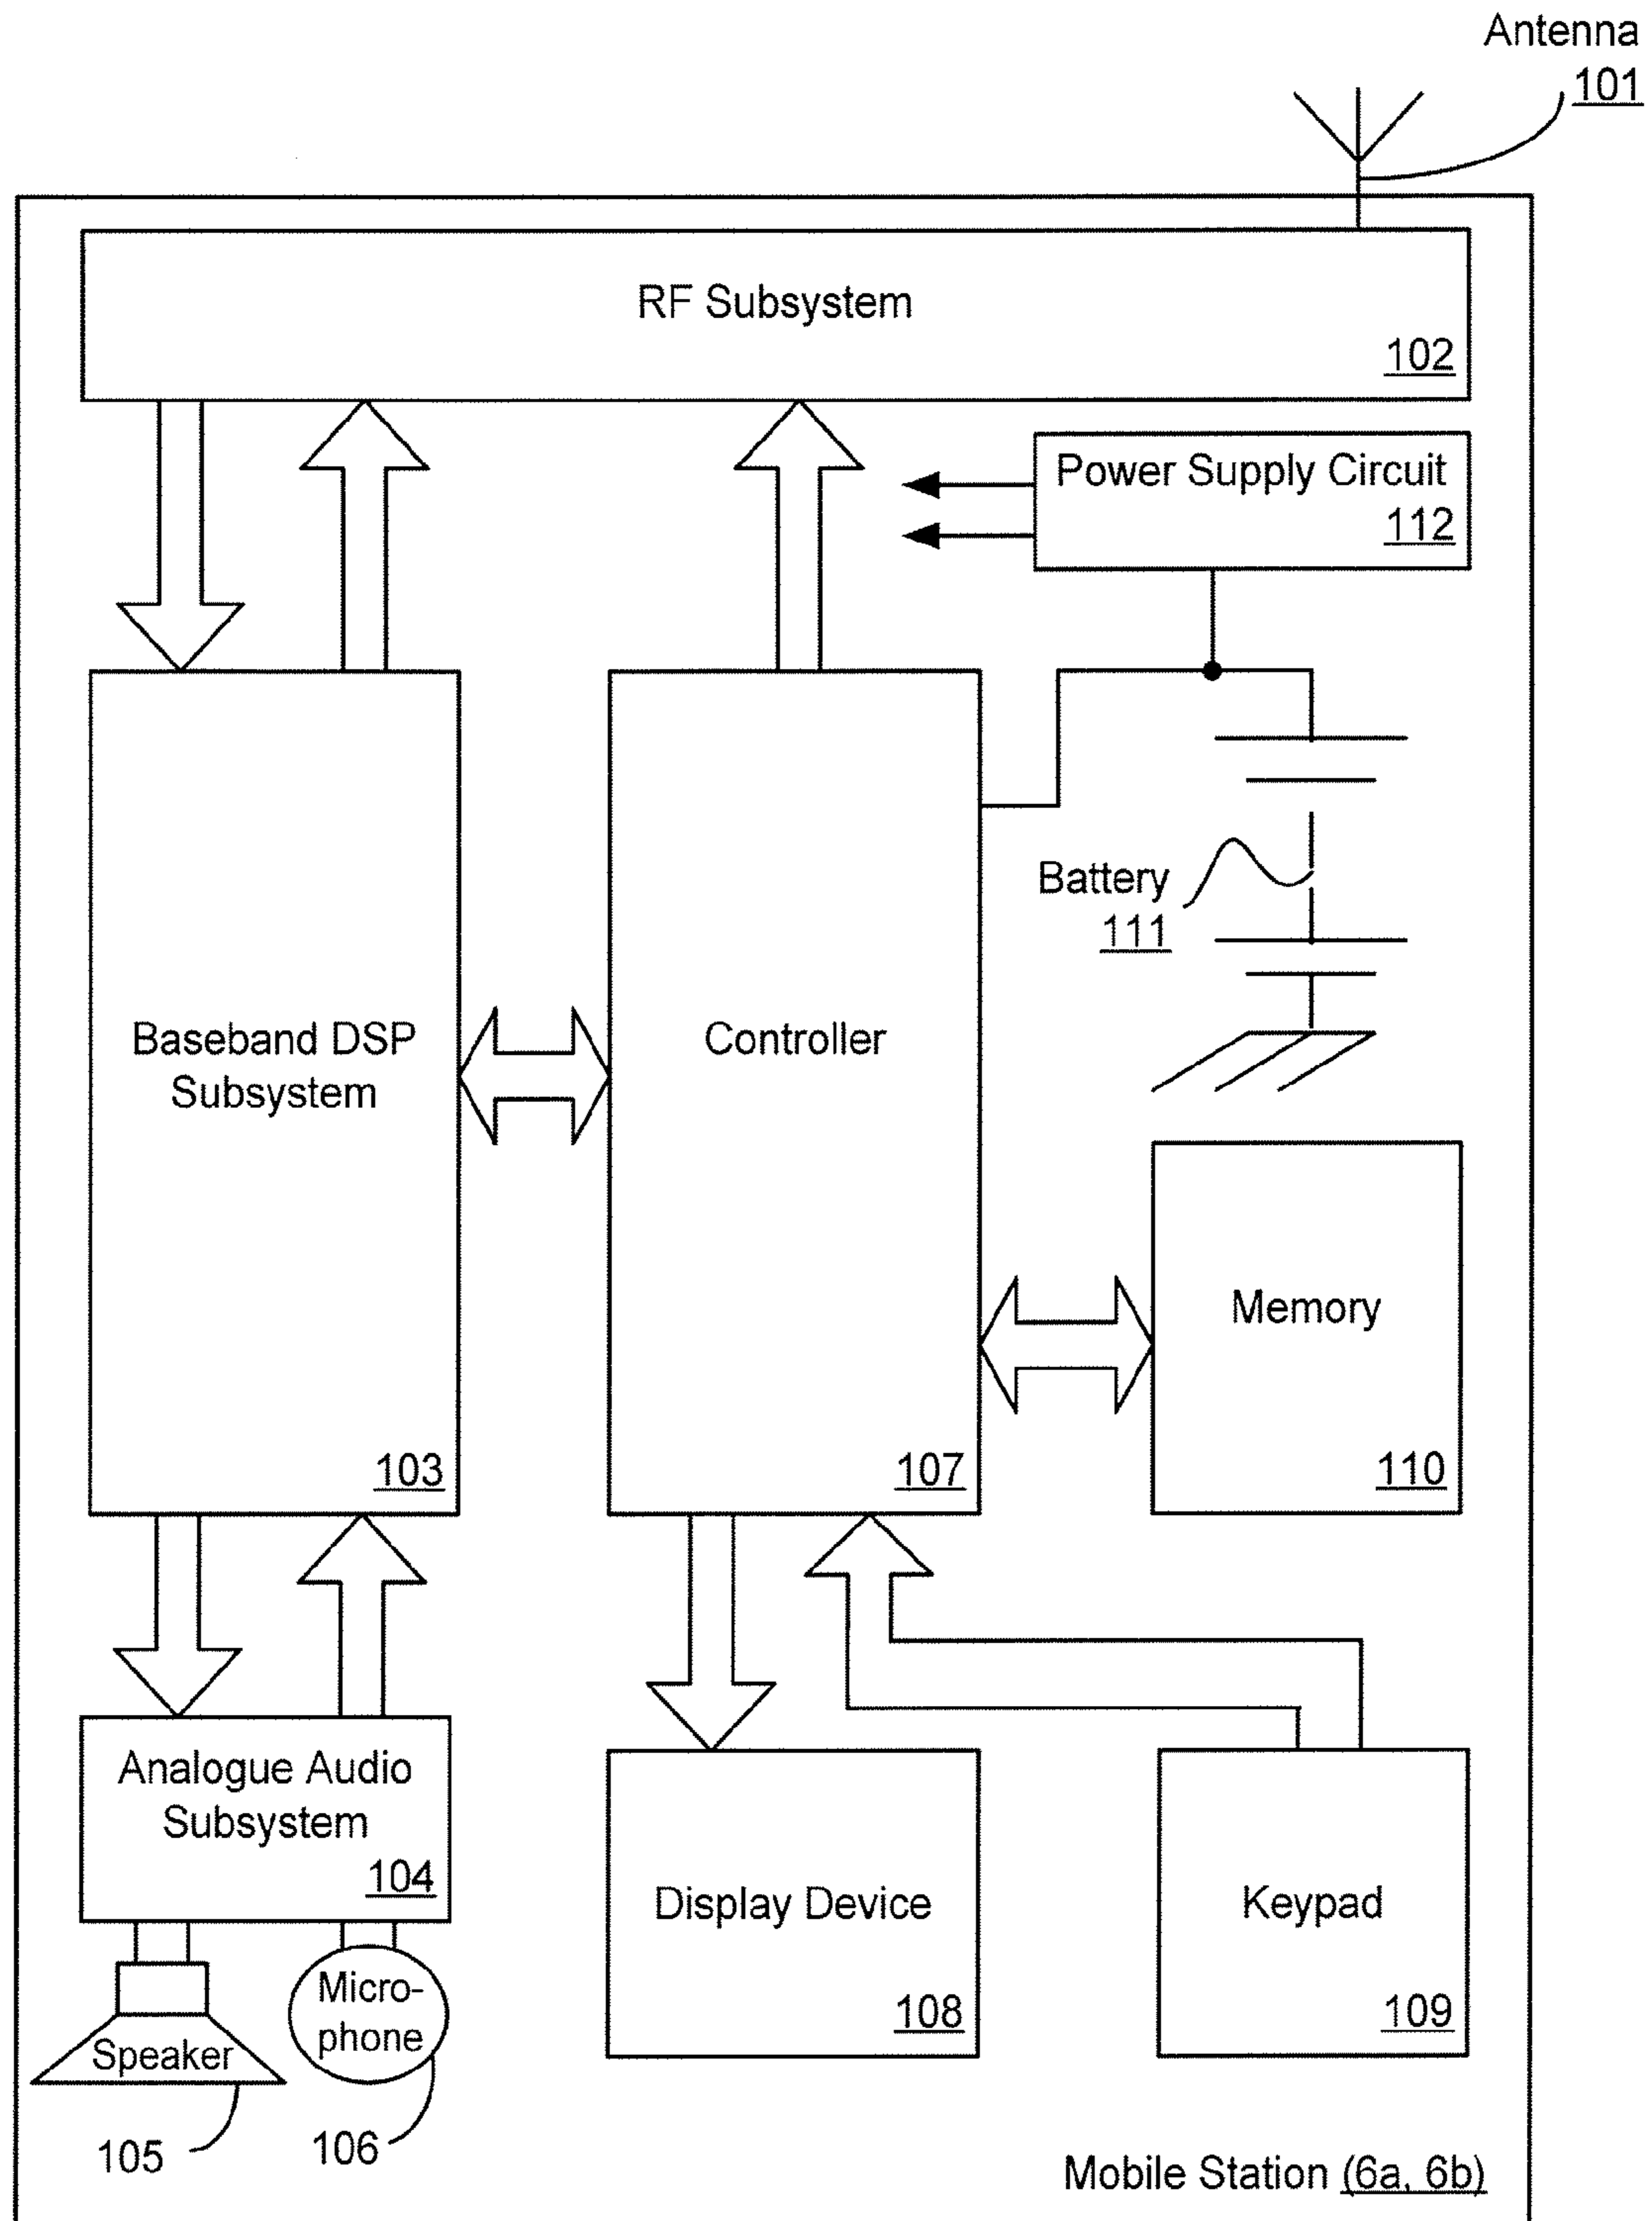 Antenna
101
RF Subsystem
102
Power Supply Circuit
112
Battery
111
Baseband DSP
Subsystem
103
Controller
107
Memory
110
Analogue Audio
Subsystem
104
Display Device
108
Keypad
109
Speaker
105
Micro-
phone
106
Mobile Station (6a, 6b)